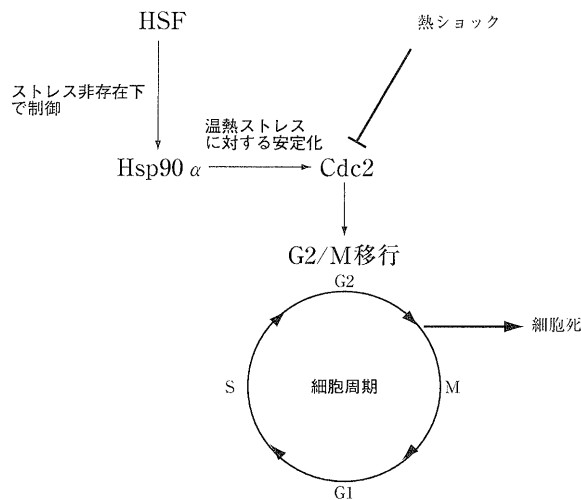 HSF
熱ショック
ストレス非存在下
で制御
温熱ストレス
に対する安定化
Hsp90 α
Cdc2
G2/M移行
G2
細胞死
S
細胞周期
M
G1